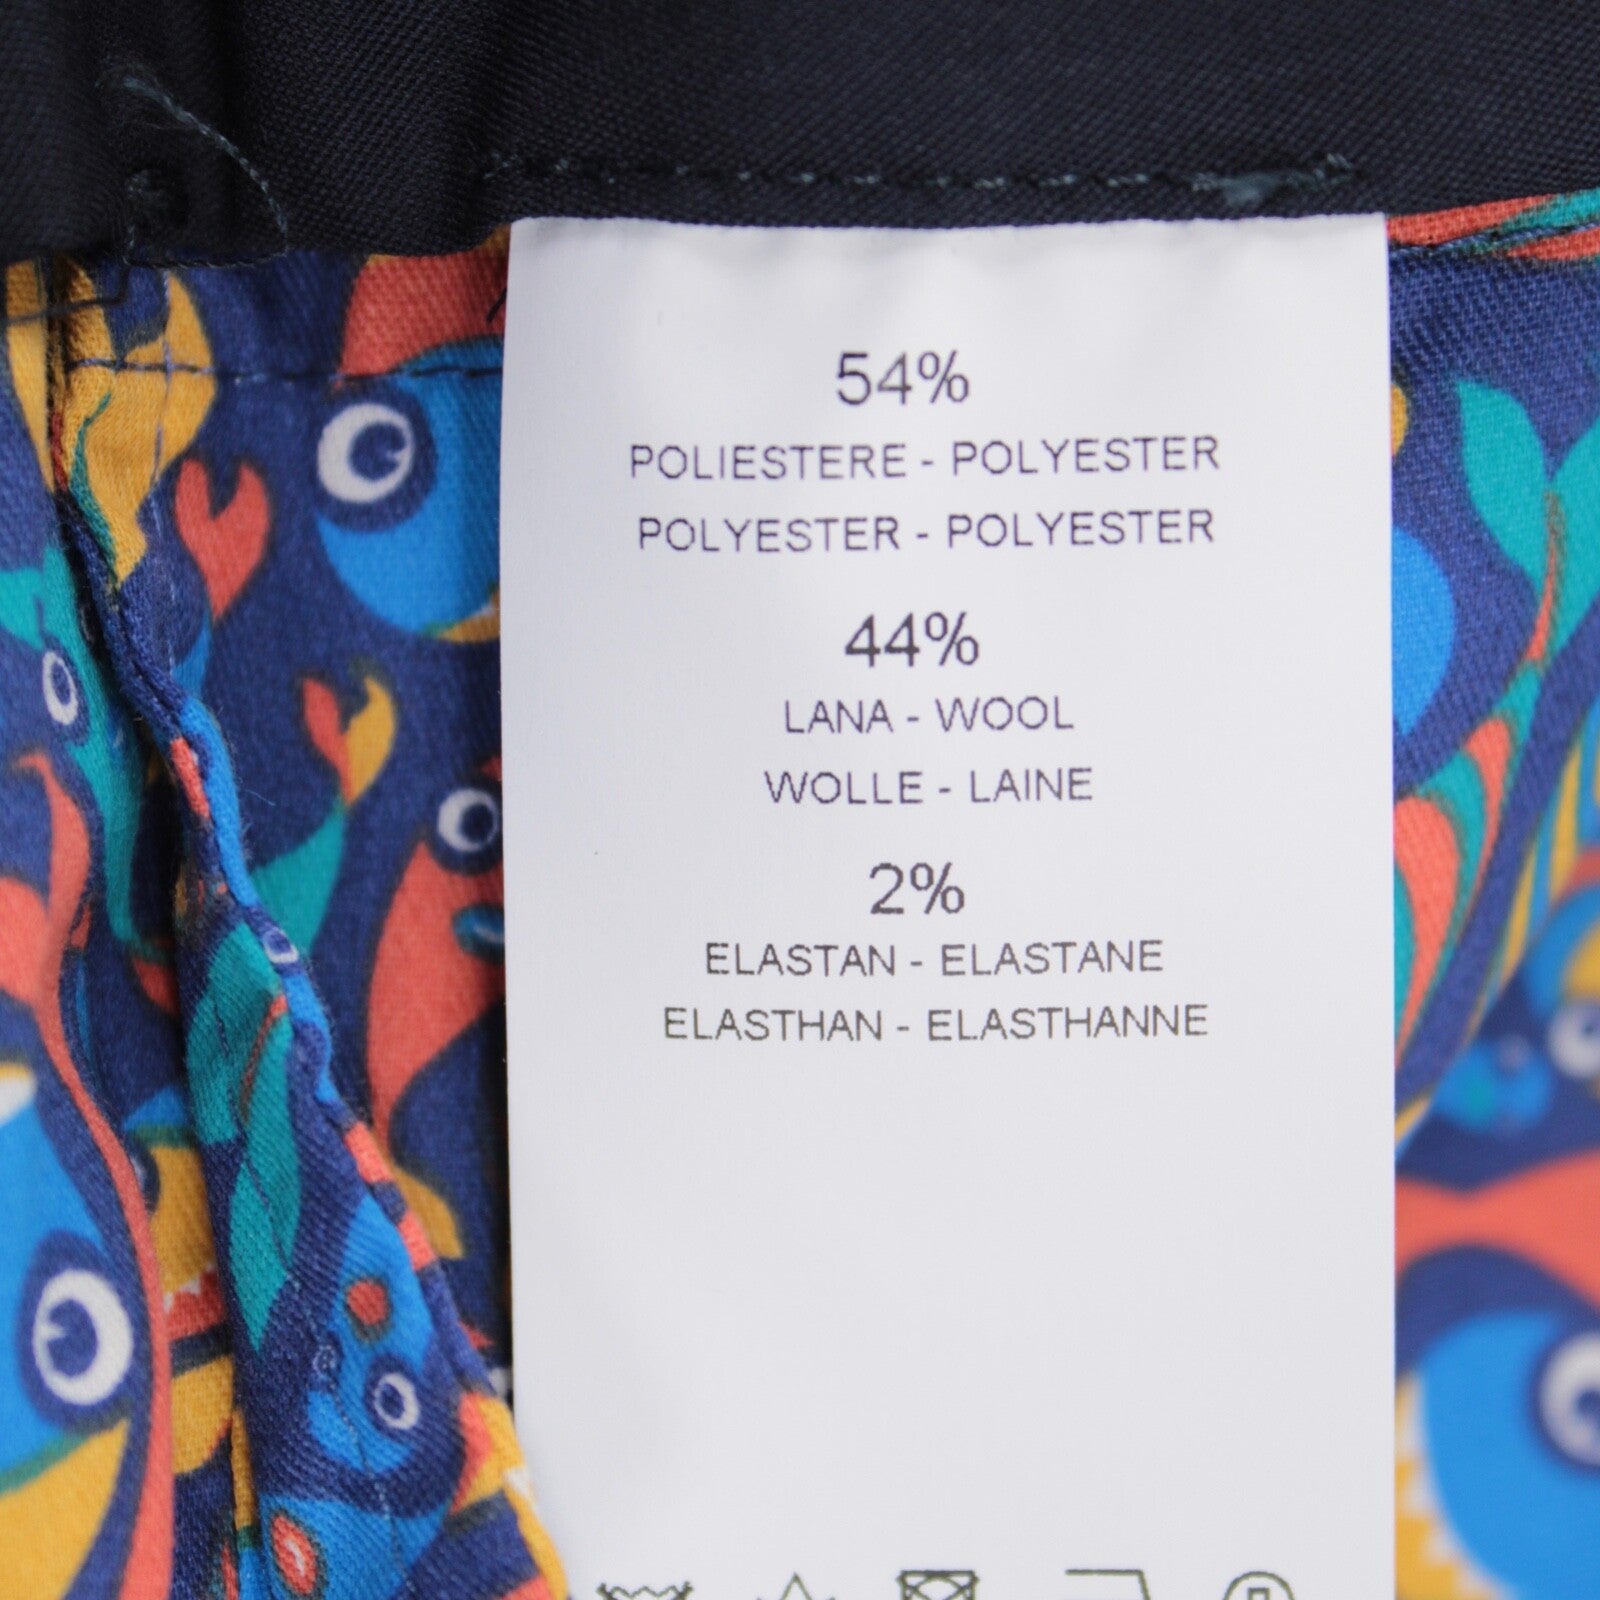 54%
POLIESTERE - POLYESTER
POLYESTER - POLYESTER
44%
LANA - WOOL
WOLLE - LAINE
2%
ELASTAN - ELASTANE
ELASTHAN - ELASTHANNE